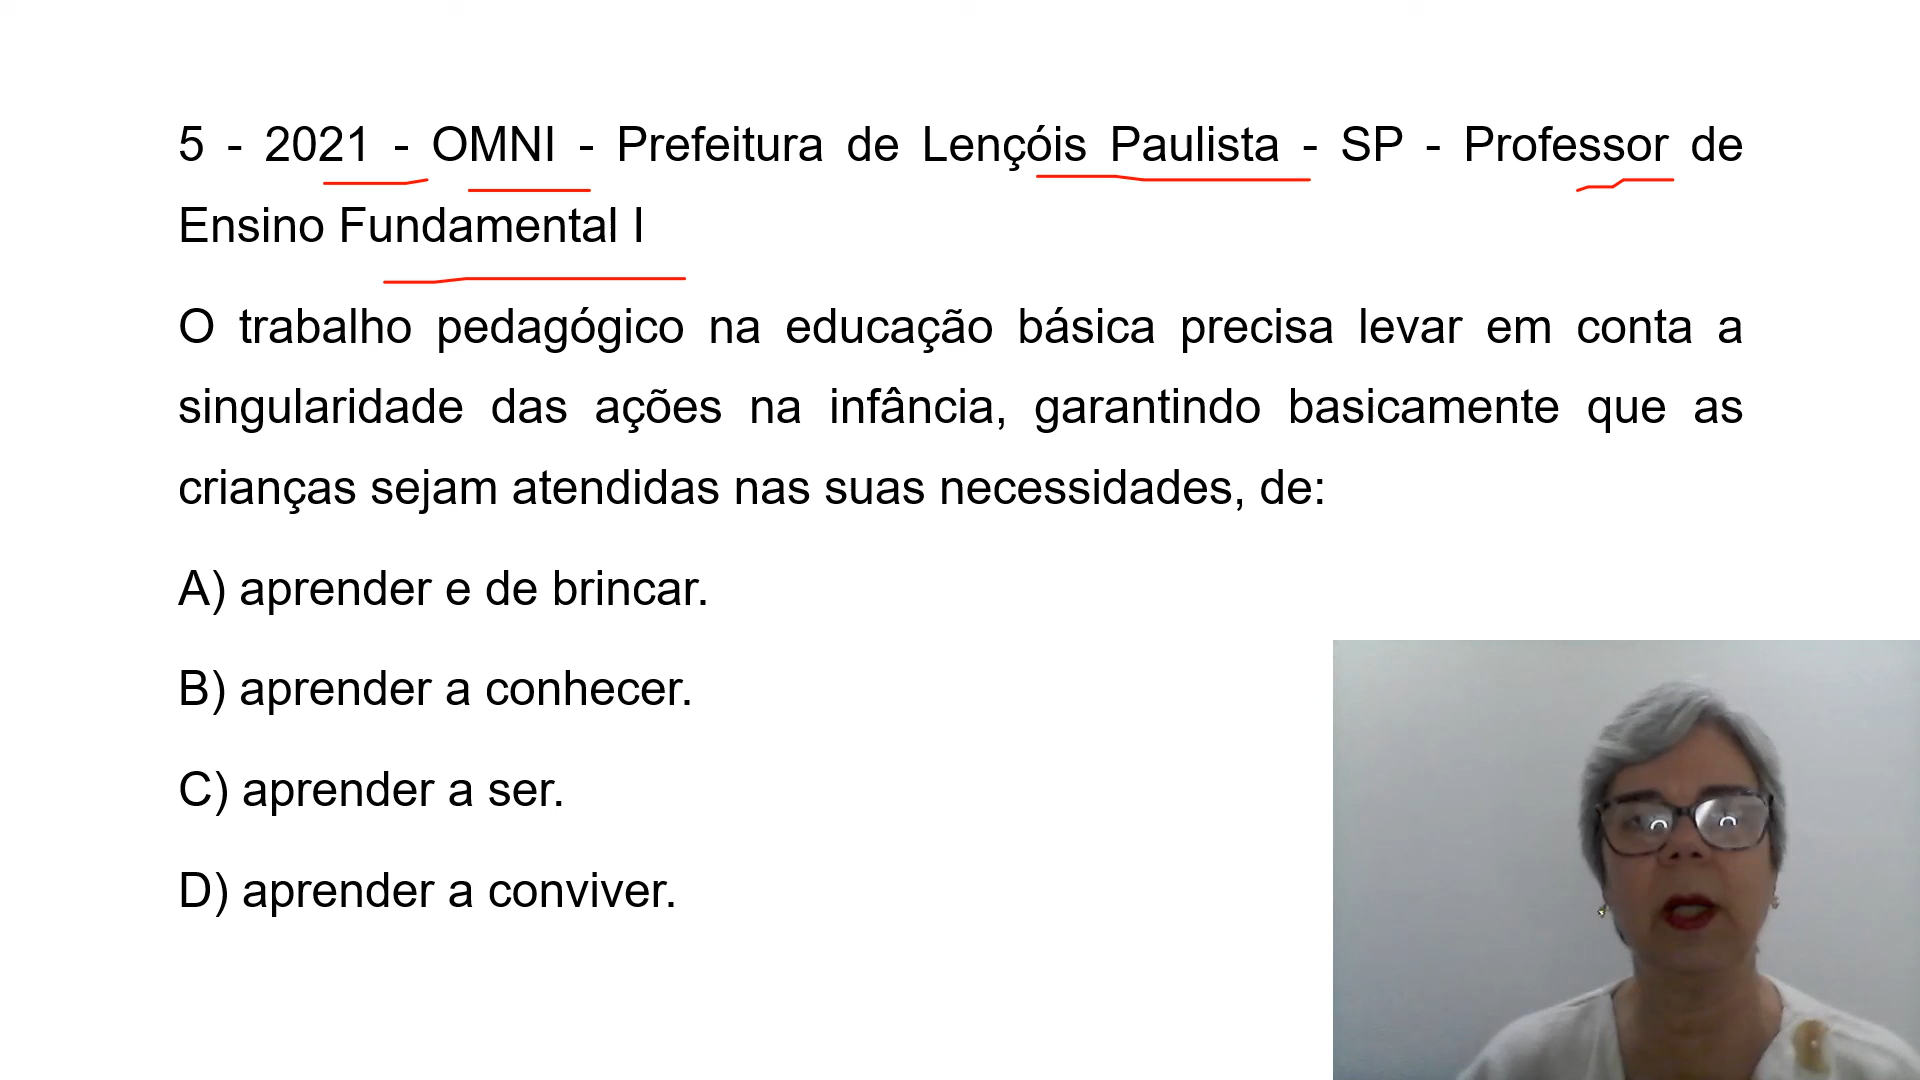 5 - 2021 - OMNI - Prefeitura de Lençóis Paulista - SP - Professor de
Ensino Fundamental I
O trabalho pedagógico na educação básica precisa levar em conta a
singularidade das ações na infância, garantindo basicamente que as
crianças sejam atendidas nas suas necessidades, de:
A) aprender e de brincar.
B) aprender a conhecer.
C) aprender a ser.
D) aprender a conviver.